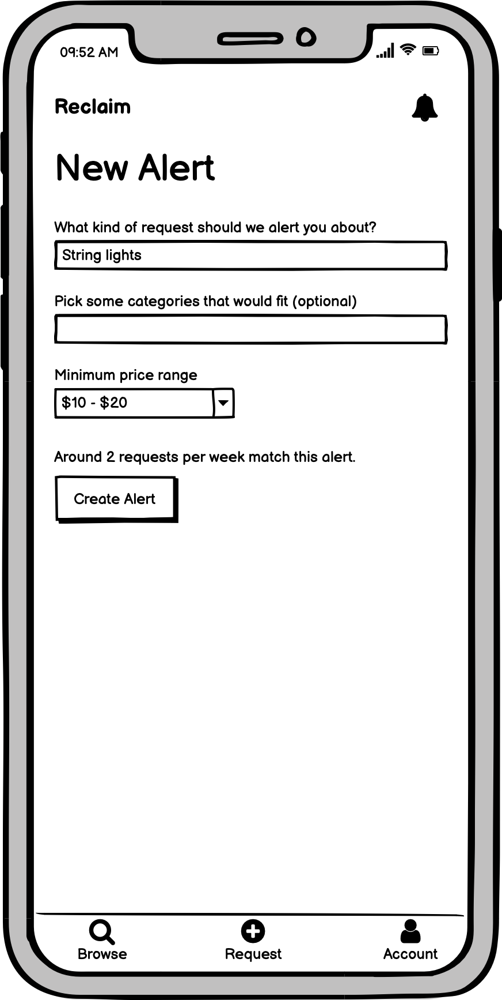 09:52 AM
Reclaim
New Alert
What kind of request should we alert you about?
String lights
Pick some categories that would fit (optional)
Minimum price range
$10 - $20
Around 2 requests per week match this alert.
Create Alert
Browse
Request
Account